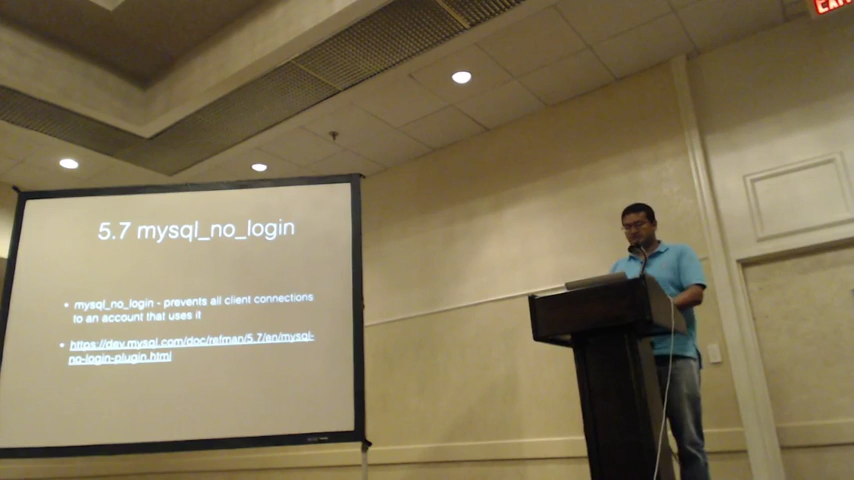 5.7 mysql_no_login
• mysql_no_login - prevents all client connections
to an account that uses it
• https://dev.mysql.com/doc/refman/5.7/en/mysql-
no-login-plugin.html
EXIT